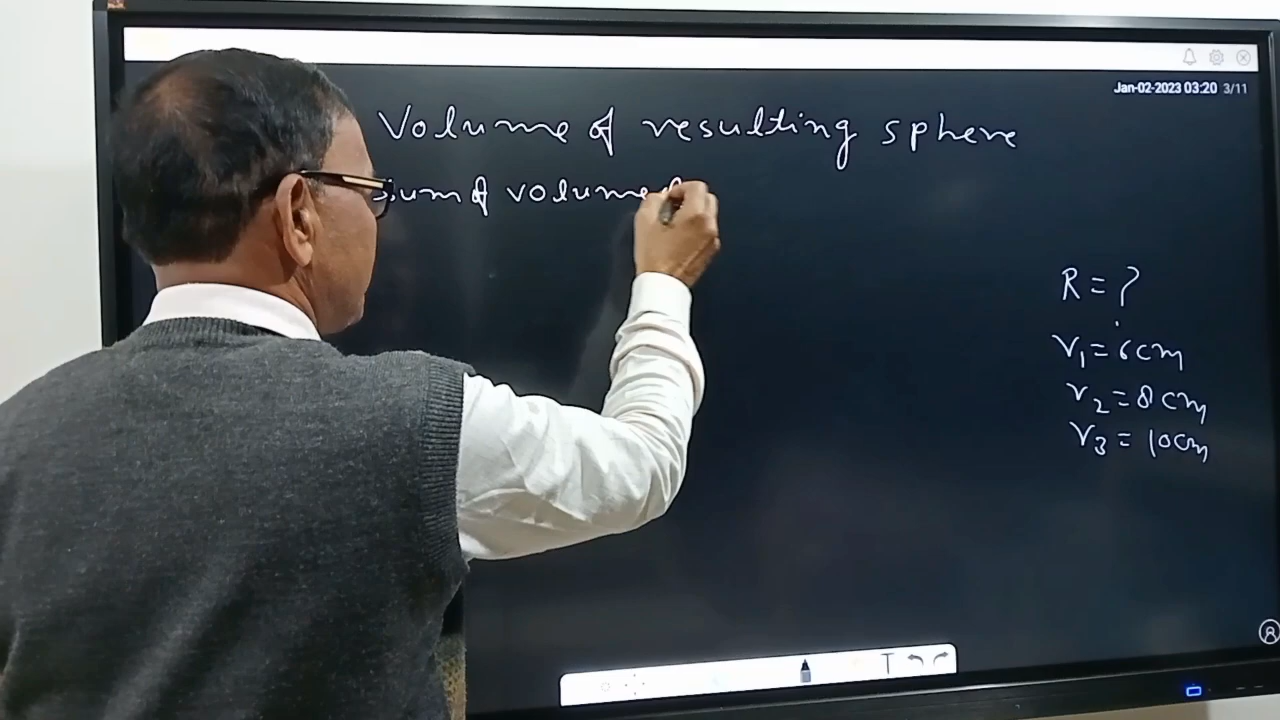 Jan-02-2023 03:20 3/11
Volume of resulting sphere
sum of volume
R = ?
r₁ = 6cm
r₂ = 8cm
r₃ = 10cm
T